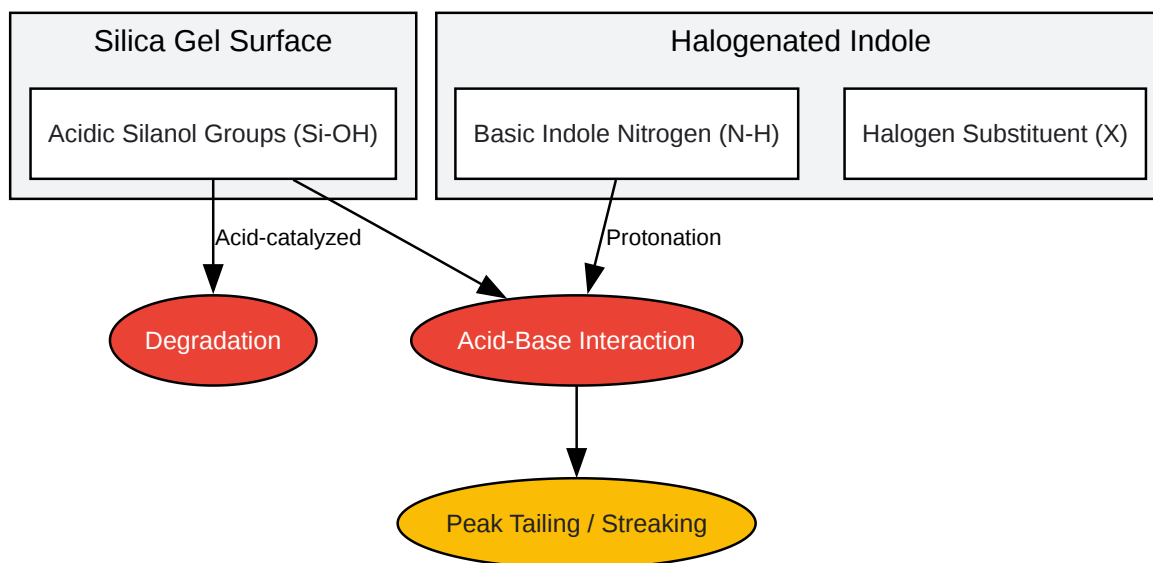 Silica Gel Surface
Halogenated Indole
Acidic Silanol Groups (Si-OH)
Basic Indole Nitrogen (N-H)
Halogen Substituent (X)
Acid-catalyzed
Protonation
Degradation
Acid-Base Interaction
Peak Tailing / Streaking